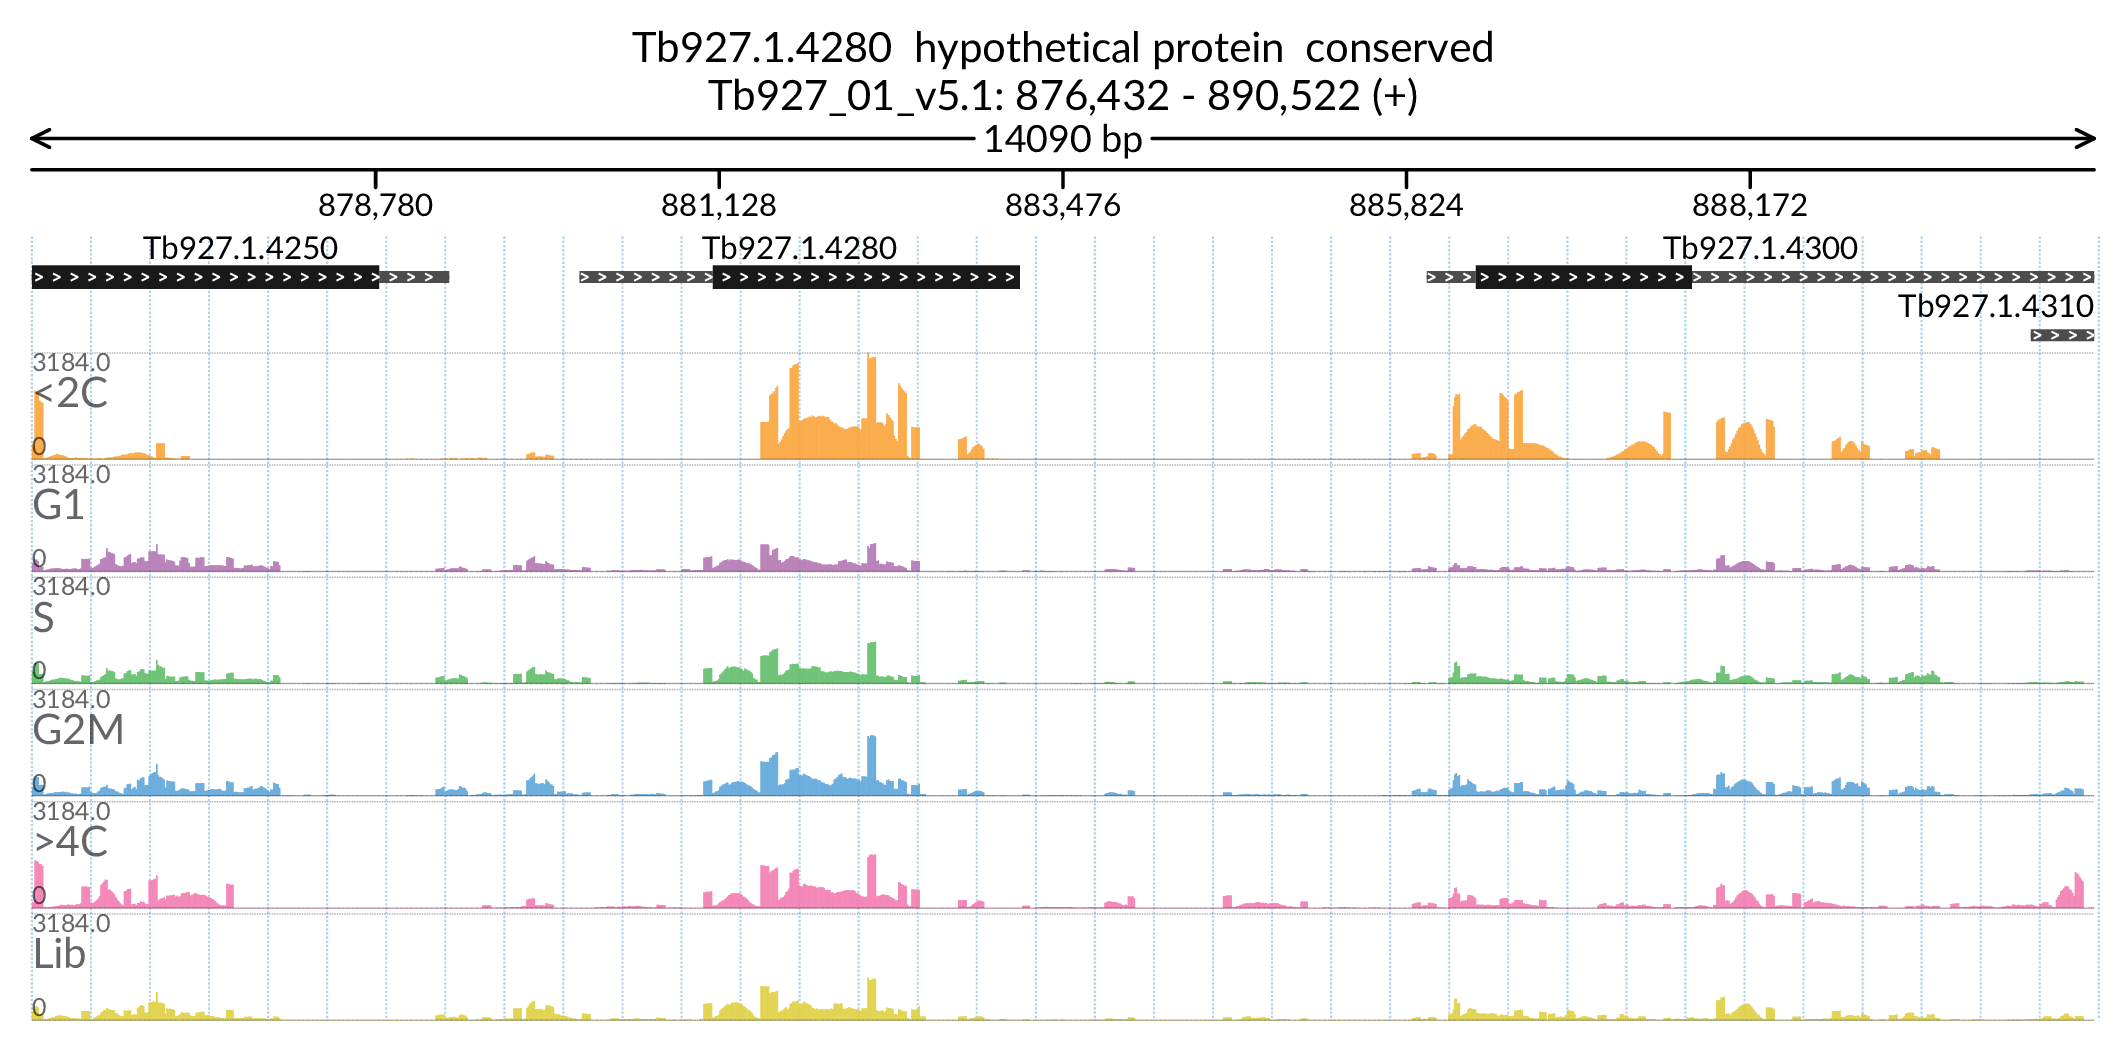 Tb927.1.4280  hypothetical protein  conserved
Tb927_01_v5.1: 876,432 - 890,522 (+)
14090 bp
878,780 881,128 883,476 885,824 888,172
Tb927.1.4250 Tb927.1.4280 Tb927.1.4300
Tb927.1.4310
3184.0
<2C
0
3184.0
G1
0
3184.0
S
0
3184.0
G2M
0
3184.0
>4C
0
3184.0
Lib
0